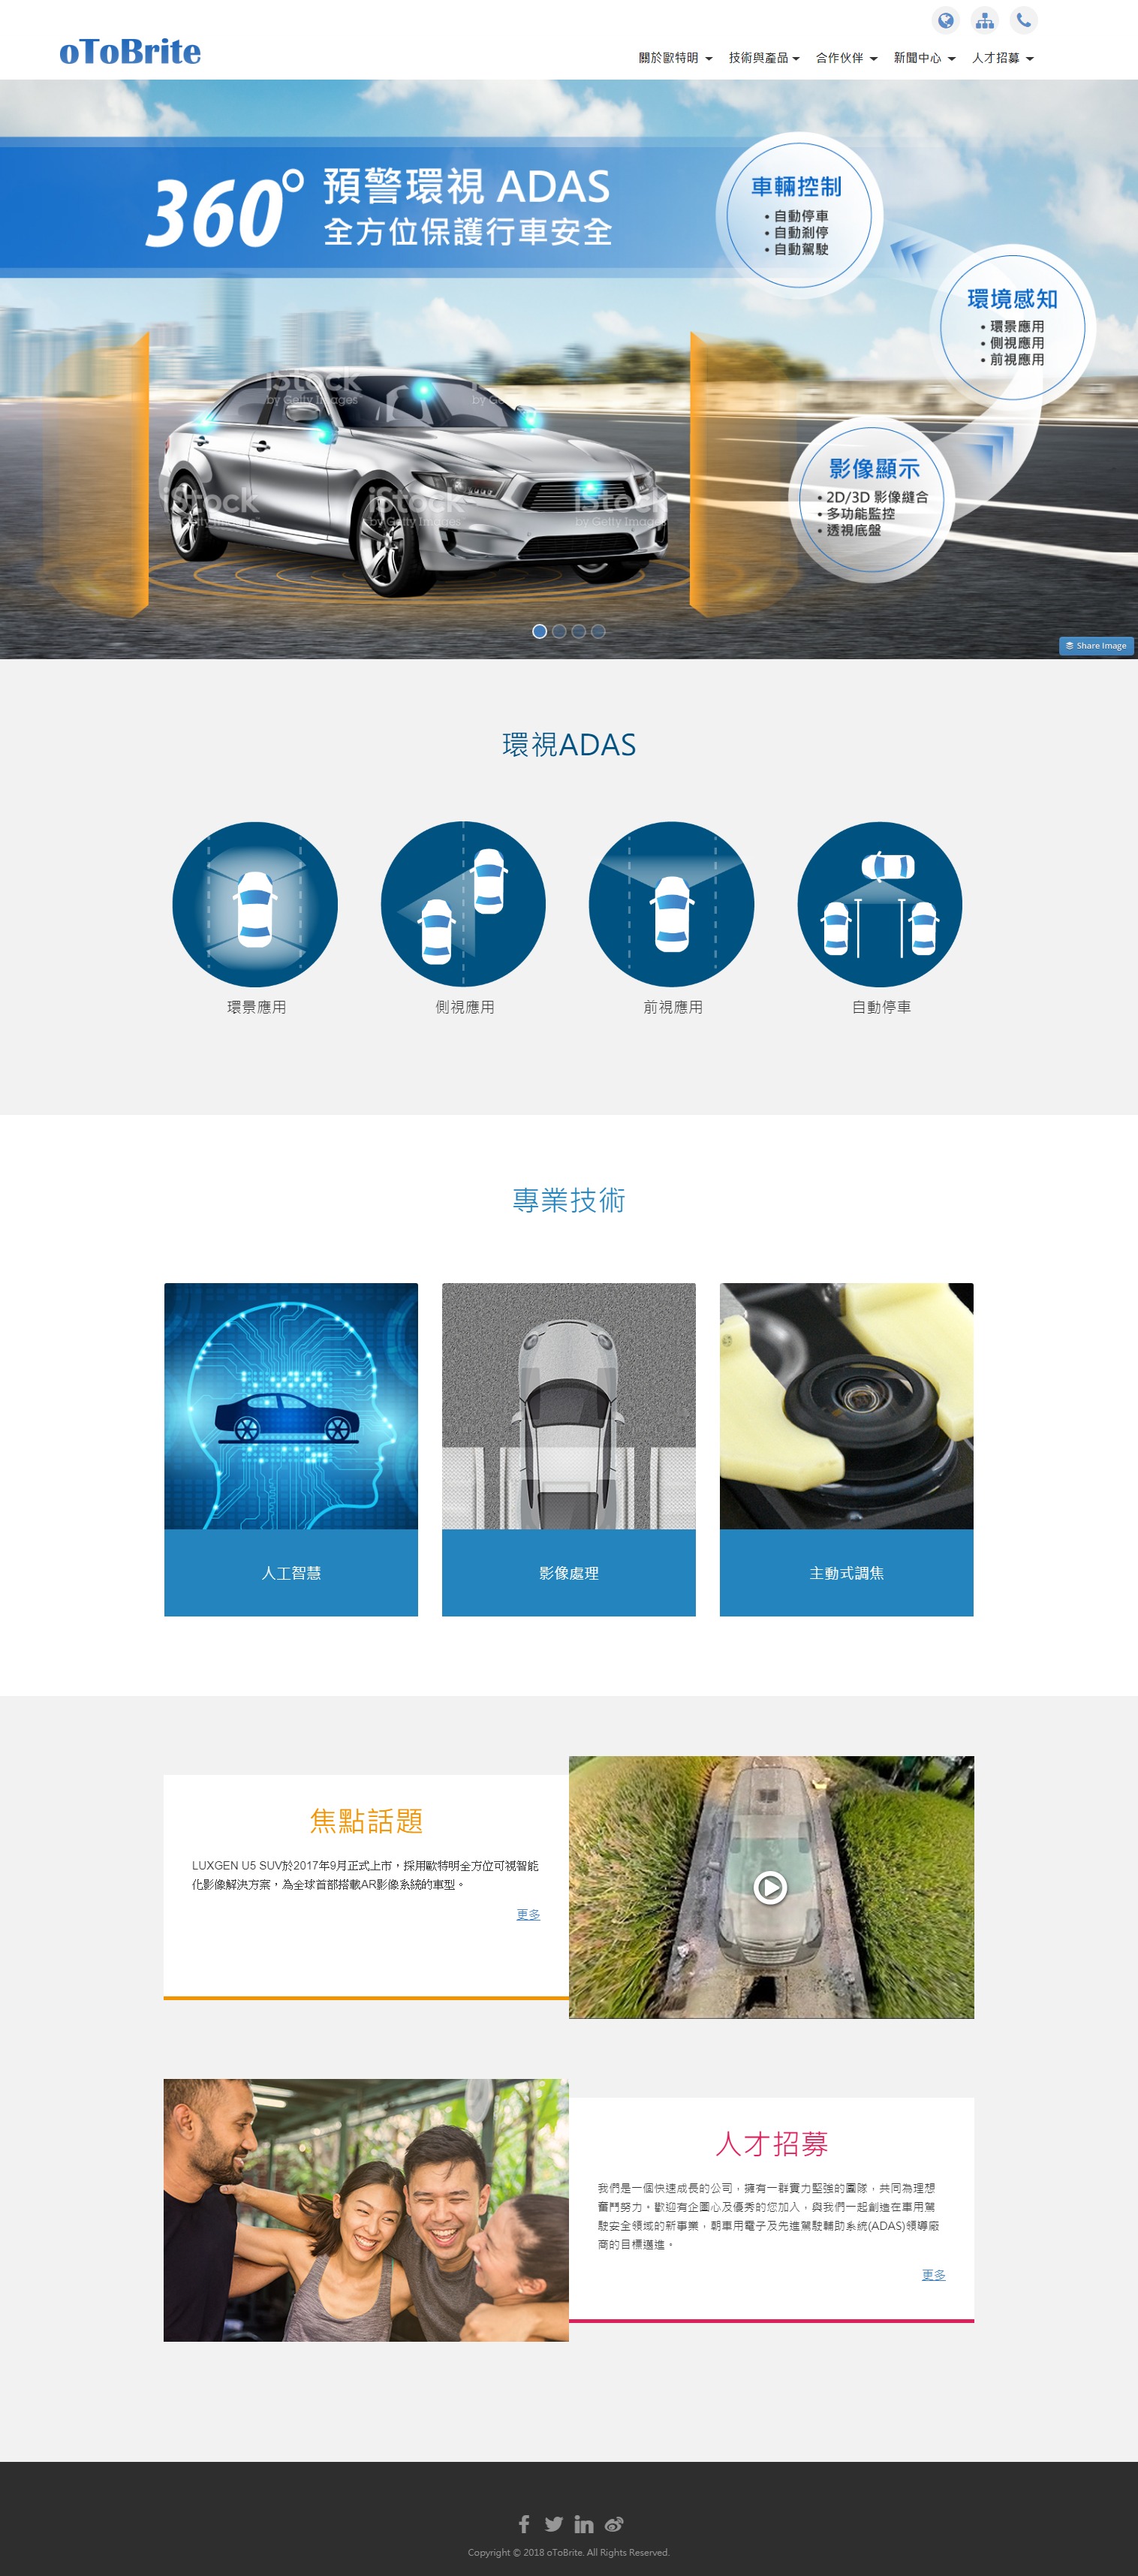 oToBrite
關於歐特明
技術與產品
合作伙伴
新聞中心
人才招募
360° 預警環視 ADAS
全方位保護行車安全
車輛控制
• 自動停車
• 自動剎停
• 自動駕駛
環境感知
• 環景應用
• 側視應用
• 前視應用
影像顯示
• 2D/3D 影像縫合
• 多功能監控
• 透視底盤
iStock
by Getty Images
by Ge
iStock
by Getty Images
iStock
by Getty Images
iStock
by Getty Images
Share Image
環視ADAS
環景應用
側視應用
前視應用
自動停車
專業技術
人工智慧
影像處理
主動式調焦
焦點話題
LUXGEN U5 SUV於2017年9月正式上市，採用歐特明全方位可視智能
化影像解決方案，為全球首部搭載AR影像系統的車型。
更多
人才招募
我們是一個快速成長的公司，擁有一群實力堅強的團隊，共同為理想
奮鬥努力。歡迎有企圖心及優秀的您加入，與我們一起創造在車用駕
駛安全領域的新事業，朝車用電子及先進駕駛輔助系統(ADAS)領導廠
商的目標邁進。
更多
Copyright © 2018 oToBrite. All Rights Reserved.